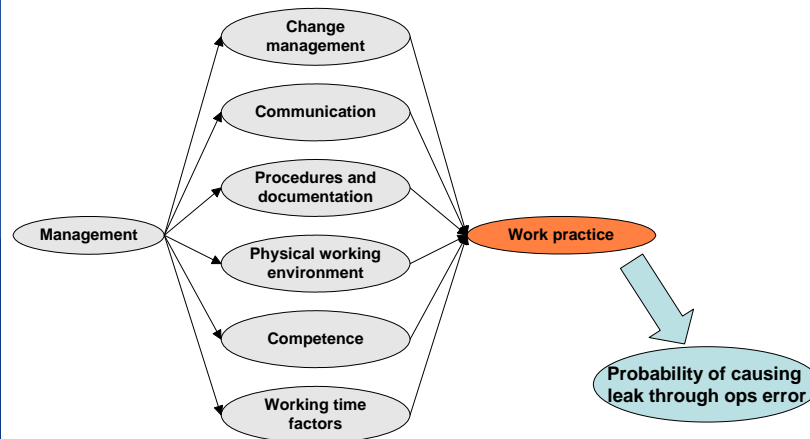 Change
management
Communication
Procedures and
documentation
Management
Work practice
Physical working
environment
Competence
Probability of causing
leak through ops error
Working time
factors